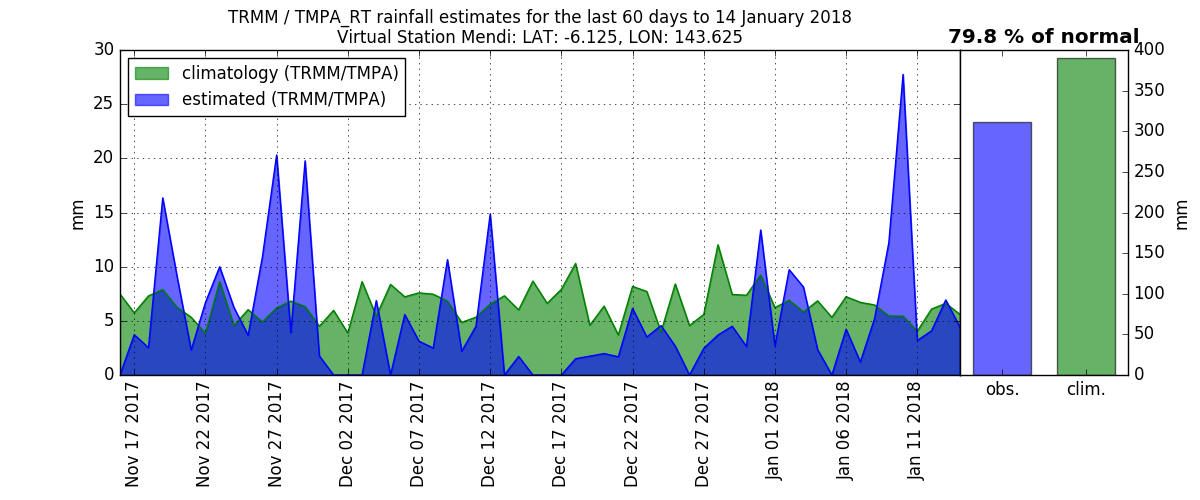 TRMM / TMPA_RT rainfall estimates for the last 60 days to 14 January 2018
Virtual Station Mendi: LAT: -6.125, LON: 143.625
79.8 % of normal
climatology (TRMM/TMPA)
estimated (TRMM/TMPA)
30
25
20
15
10
5
0
mm
Nov 17 2017
Nov 22 2017
Nov 27 2017
Dec 02 2017
Dec 07 2017
Dec 12 2017
Dec 17 2017
Dec 22 2017
Dec 27 2017
Jan 01 2018
Jan 06 2018
Jan 11 2018
400
350
300
250
200
150
100
50
0
mm
obs.
clim.